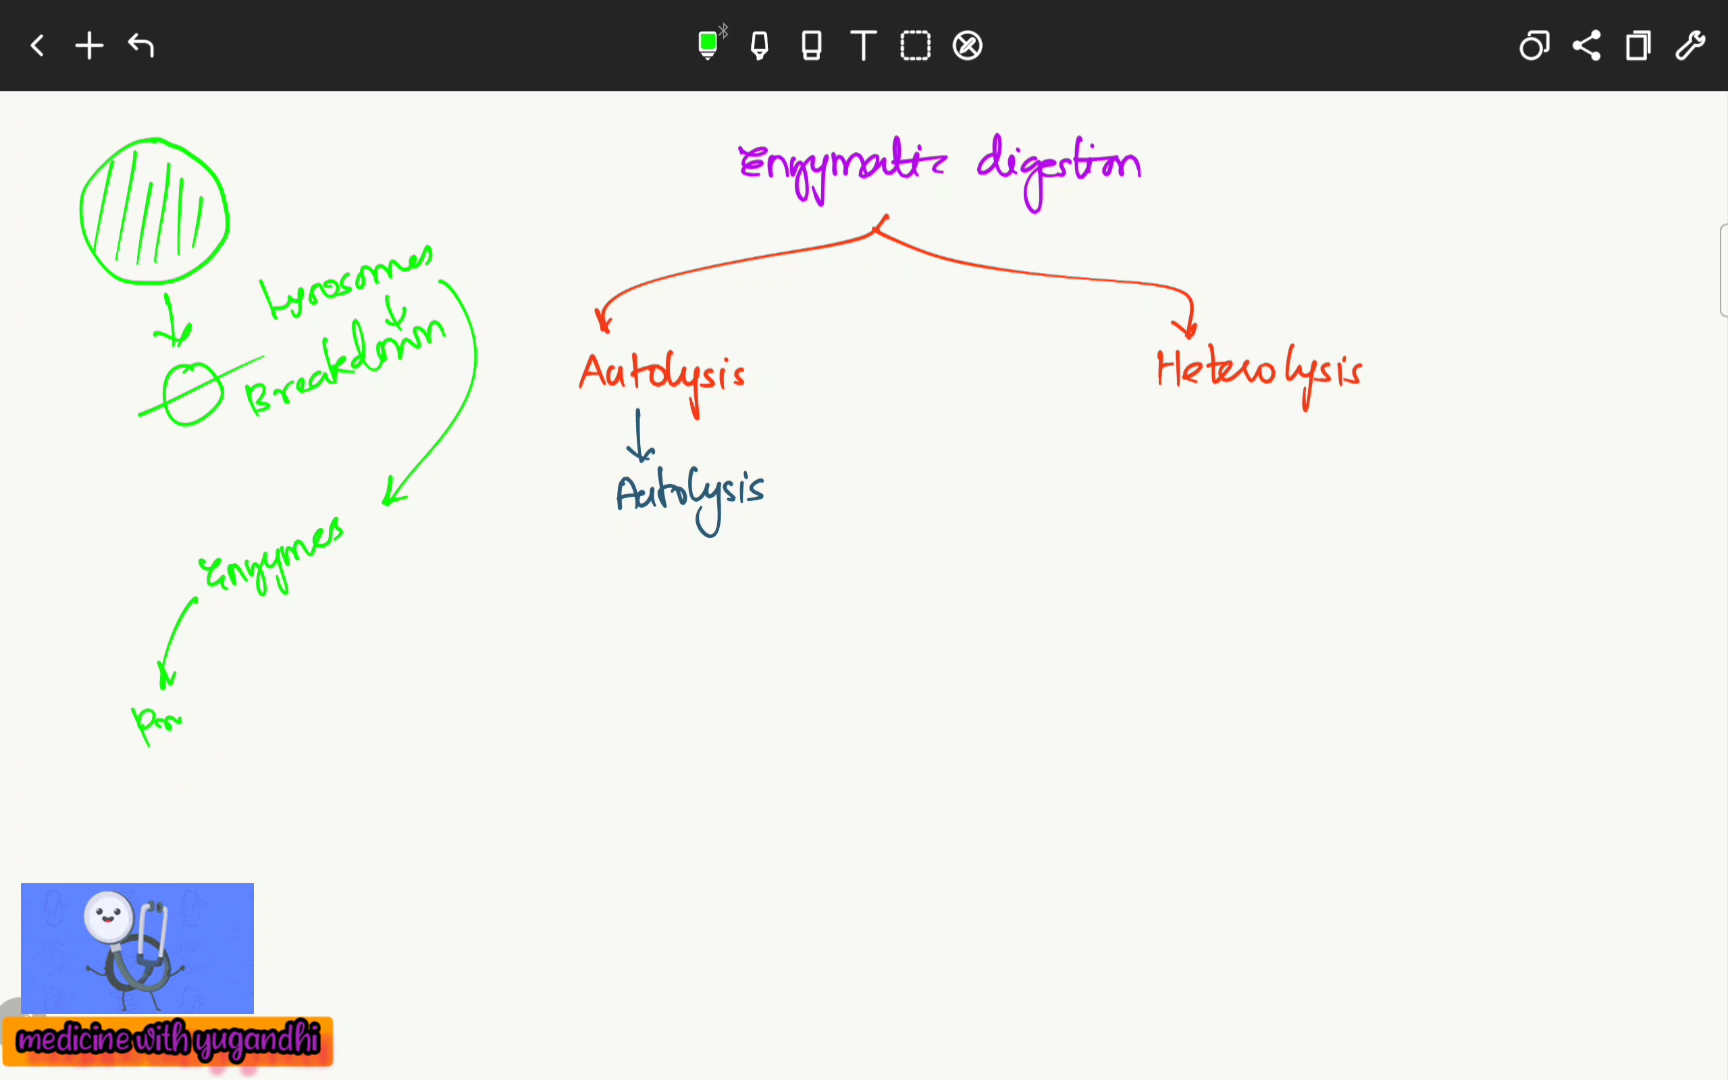 Enzymatic digestion
Lysosomes
Breakdown
Autolysis
Heterolysis
Autolysis
Enzymes
medicine with yugandhi